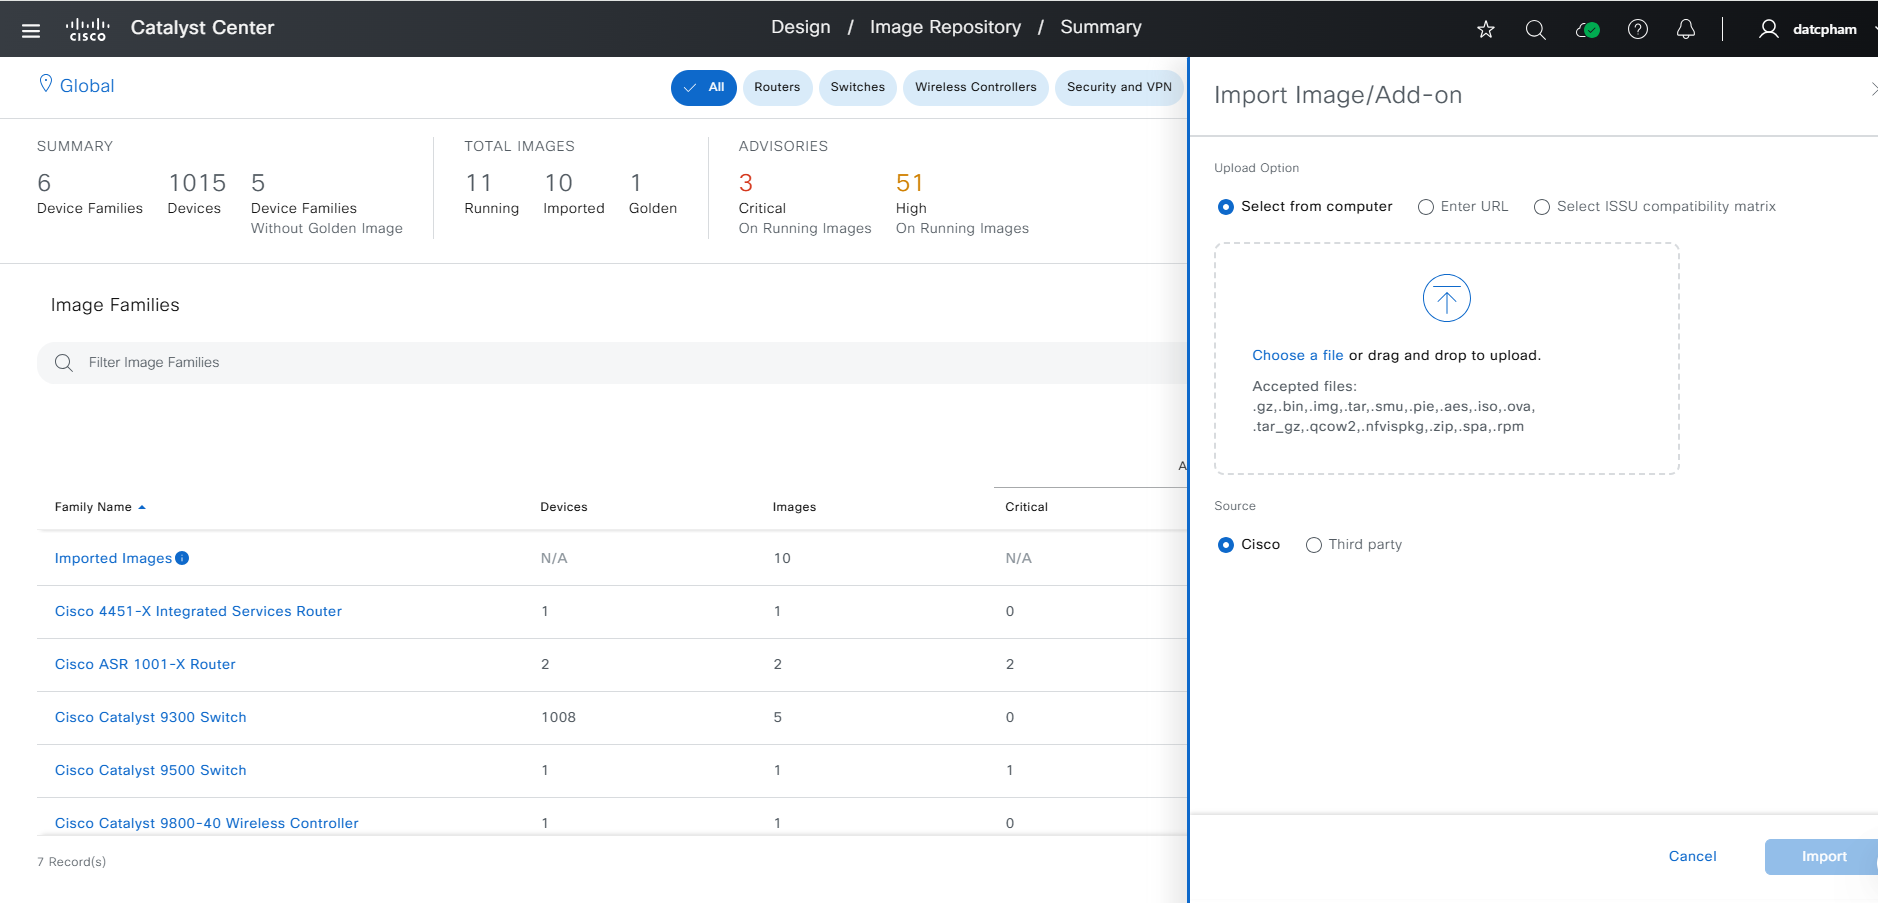 cisco
Catalyst Center
Design / Image Repository / Summary
datcpham
Global
All
Routers
Switches
Wireless Controllers
Security and VPN
SUMMARY
6
Device Families
1015
Devices
5
Device Families
Without Golden Image
TOTAL IMAGES
11
Running
10
Imported
1
Golden
ADVISORIES
3
Critical
On Running Images
51
High
On Running Images
Image Families
Filter Image Families
A
Family Name Devices Images Critical
Imported Images N/A 10 N/A
Cisco 4451-X Integrated Services Router 1 1 0
Cisco ASR 1001-X Router 2 2 2
Cisco Catalyst 9300 Switch 1008 5 0
Cisco Catalyst 9500 Switch 1 1 1
Cisco Catalyst 9800-40 Wireless Controller 1 1 0
7 Record(s)
Import Image/Add-on
Upload Option
Select from computer
Enter URL
Select ISSU compatibility matrix
Choose a file or drag and drop to upload.
Accepted files:
.gz,.bin,.img,.tar,.smu,.pie,.aes,.iso,.ova,
.tar_gz,.qcow2,.nfvispkg,.zip,.spa,.rpm
Source
Cisco
Third party
Cancel
Import